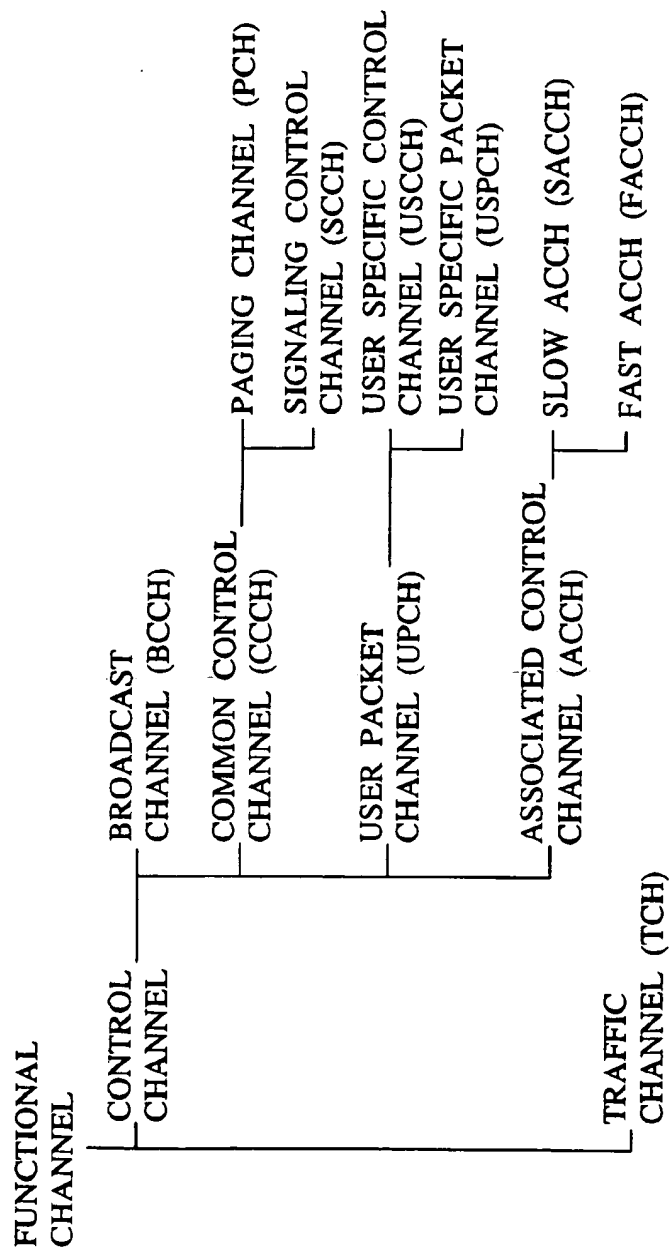 FUNCTIONAL
CHANNEL
CONTROL
CHANNEL
BROADCAST
CHANNEL (BCCH)
COMMON CONTROL
CHANNEL (CCCH)
PAGING CHANNEL (PCH)
SIGNALING CONTROL
CHANNEL (SCCH)
USER PACKET
CHANNEL (UPCH)
USER SPECIFIC CONTROL
CHANNEL (USCCH)
USER SPECIFIC PACKET
CHANNEL (USPCH)
ASSOCIATED CONTROL
CHANNEL (ACCH)
SLOW ACCH (SACCH)
FAST ACCH (FACCH)
TRAFFIC
CHANNEL (TCH)